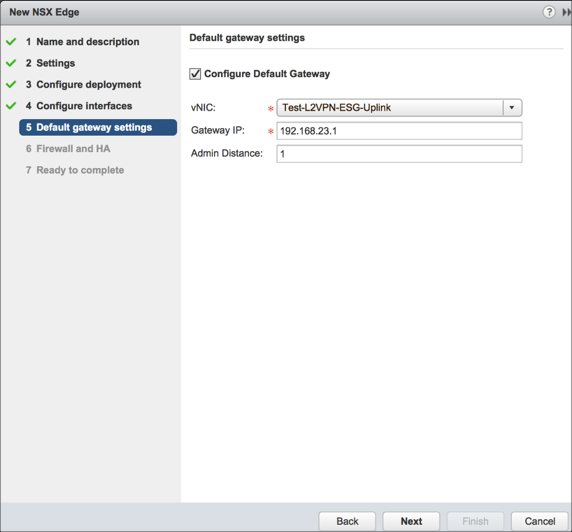 New NSX Edge
?
1 Name and description
2 Settings
3 Configure deployment
4 Configure interfaces
5 Default gateway settings
6 Firewall and HA
7 Ready to complete
Default gateway settings
Configure Default Gateway
vNIC: * Test-L2VPN-ESG-Uplink
Gateway IP: * 192.168.23.1
Admin Distance: 1
Back Next Finish Cancel